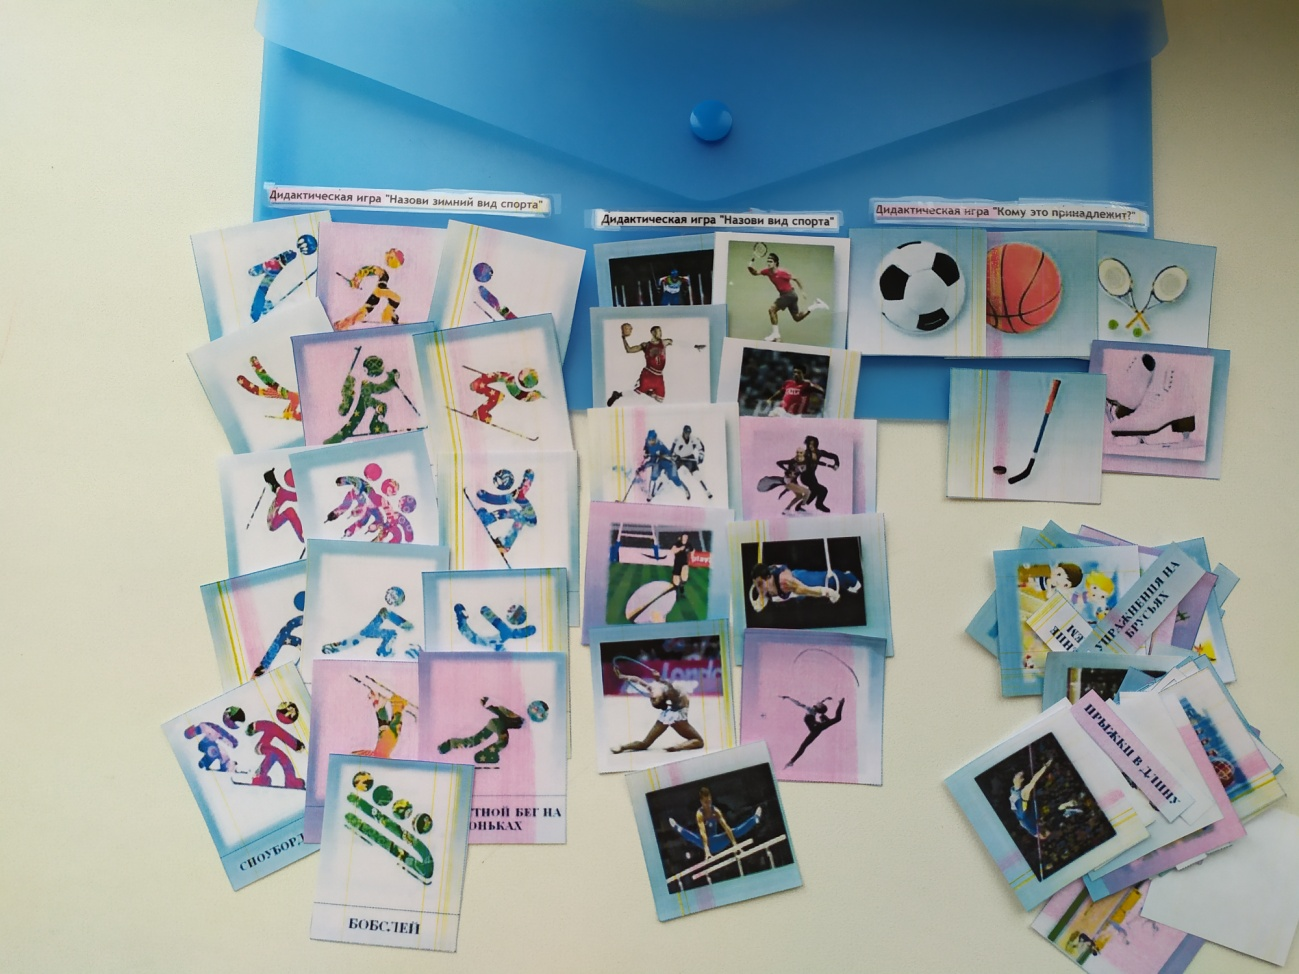 Дидактическая игра "Назови зимний вид спорта"
Дидактическая игра "Назови вид спорта"
Дидактическая игра "Кому это принадлежит?"
УПРАЖНЕНИЯ НА
БРУСЬЯХ
ПРЫЖКИ В ДЛИНУ
ТНОЙ БЕГ НА
ОНЬКАХ
СНОУБОРД
БОБСЛЕЙ